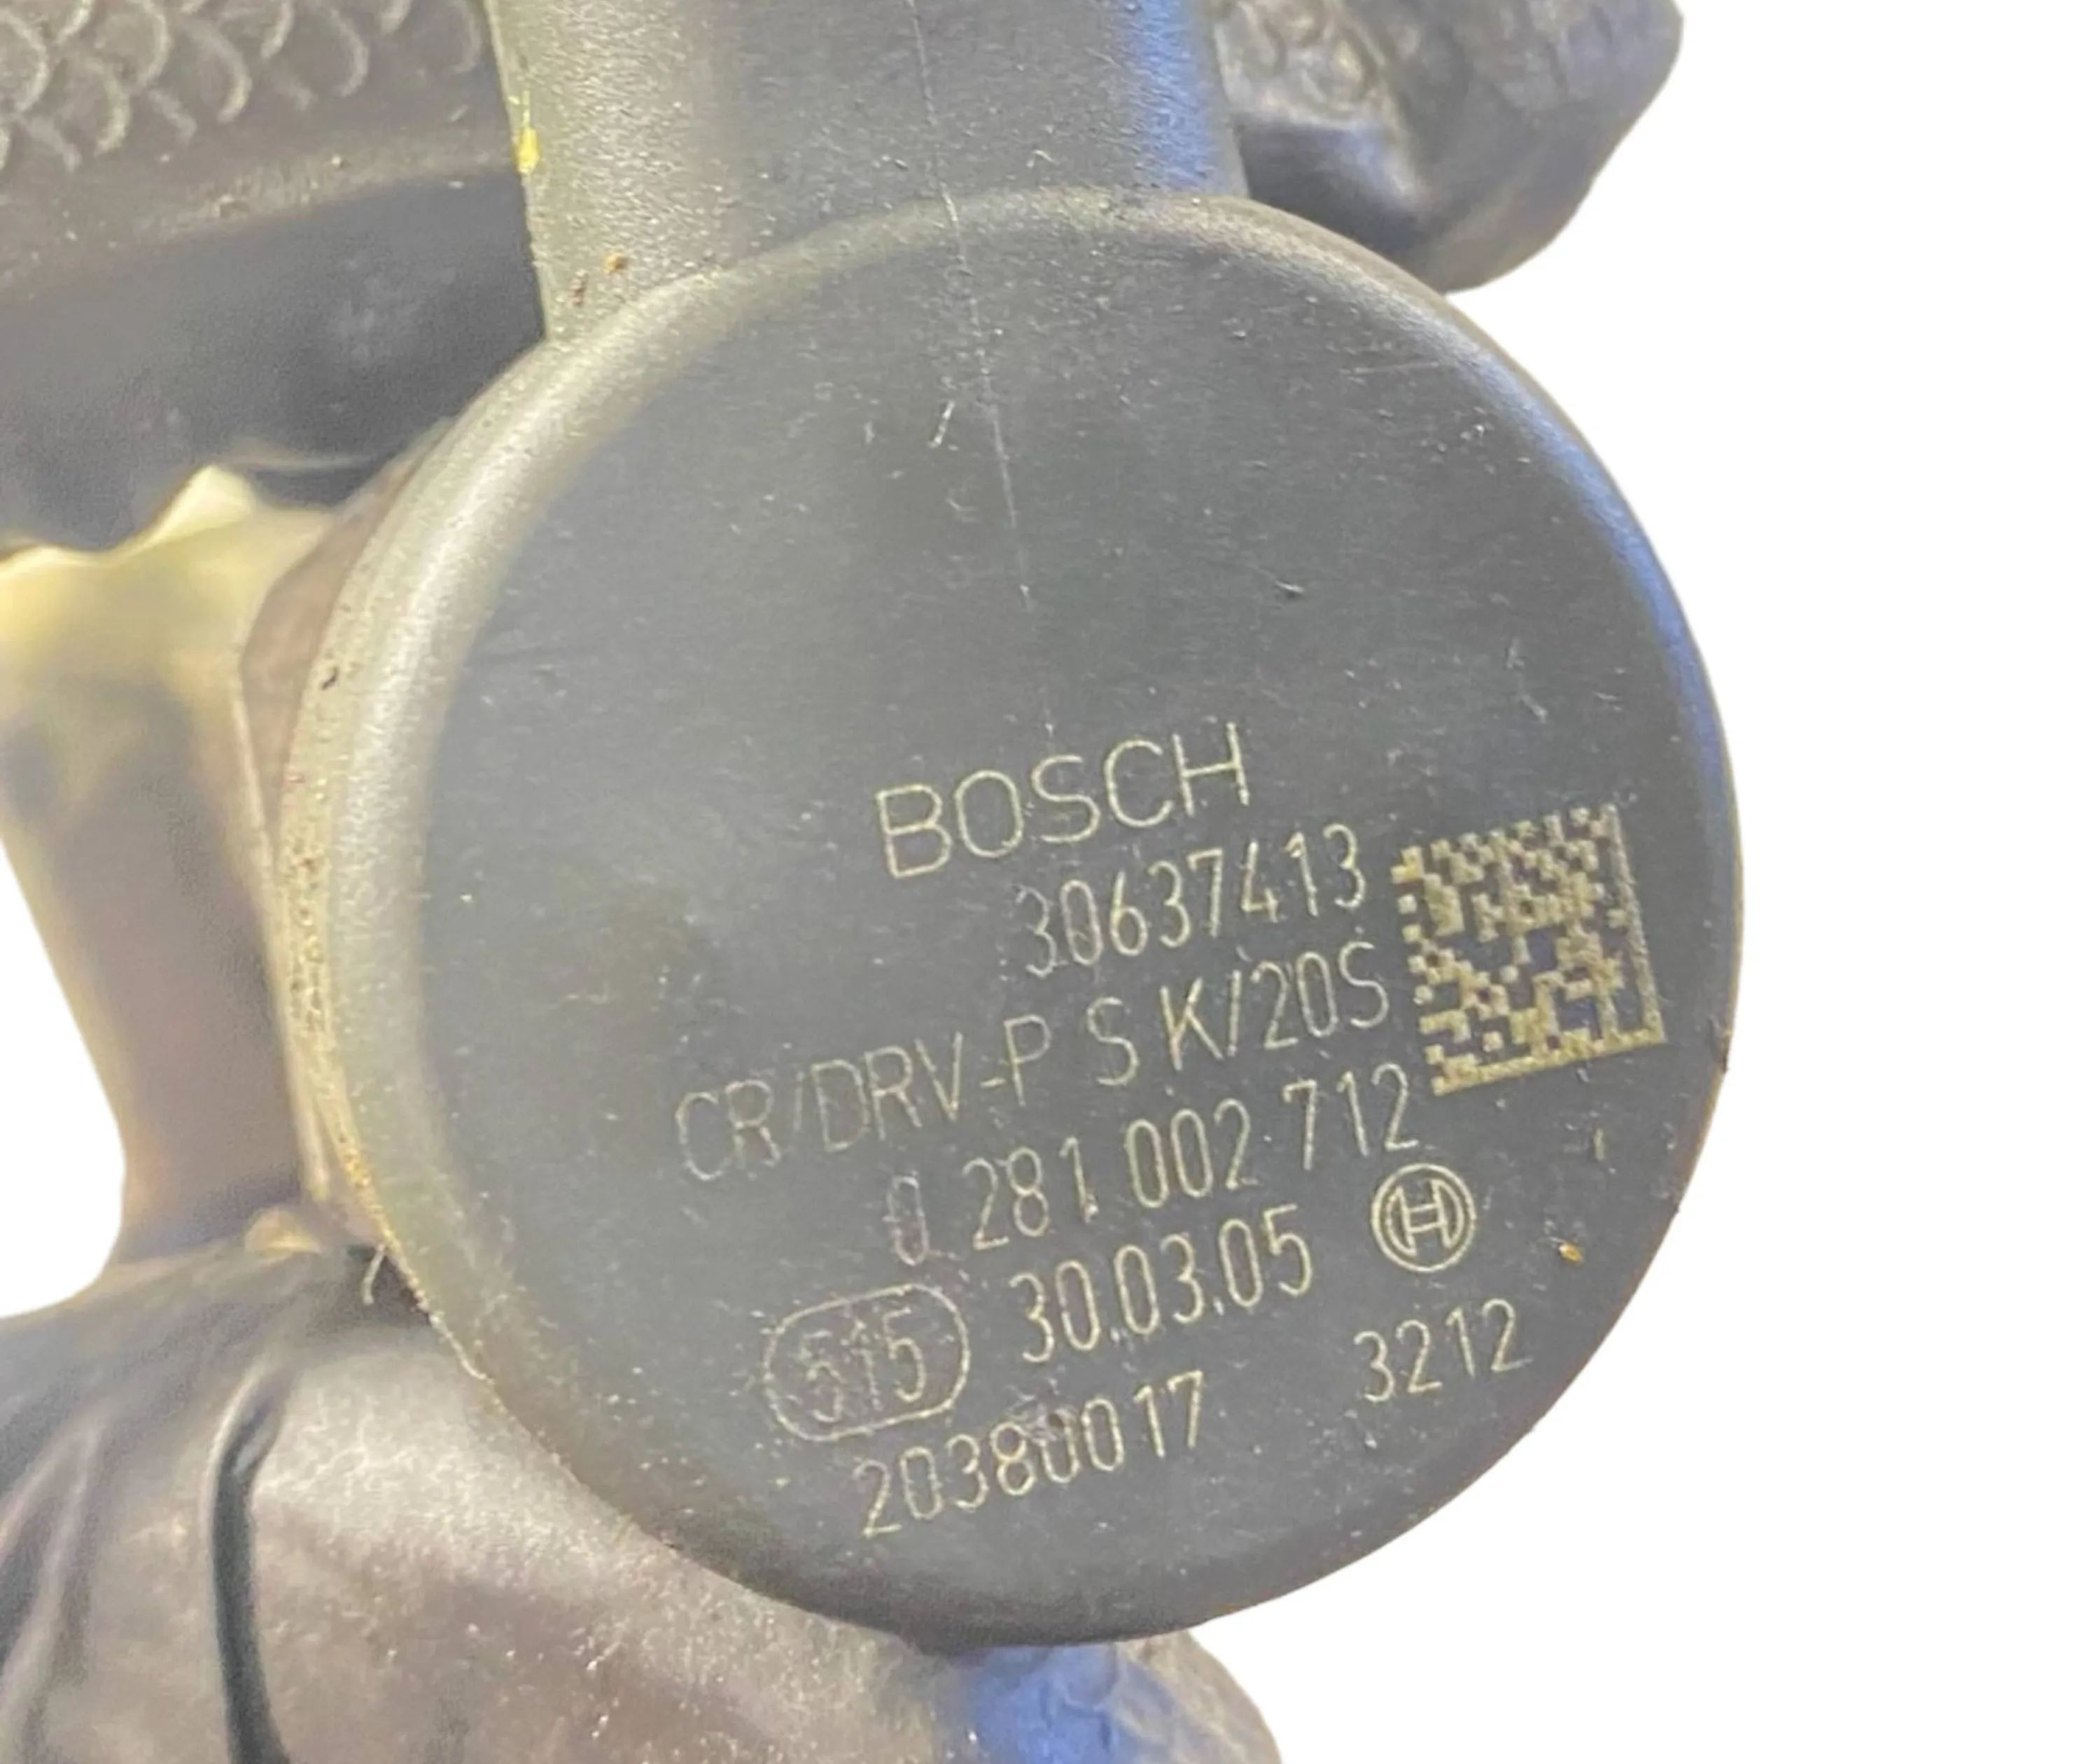 BOSCH
30637413
CR/DRV-P S K/20S
0 281 002 712
515 30.03.05 H
20380017 3212